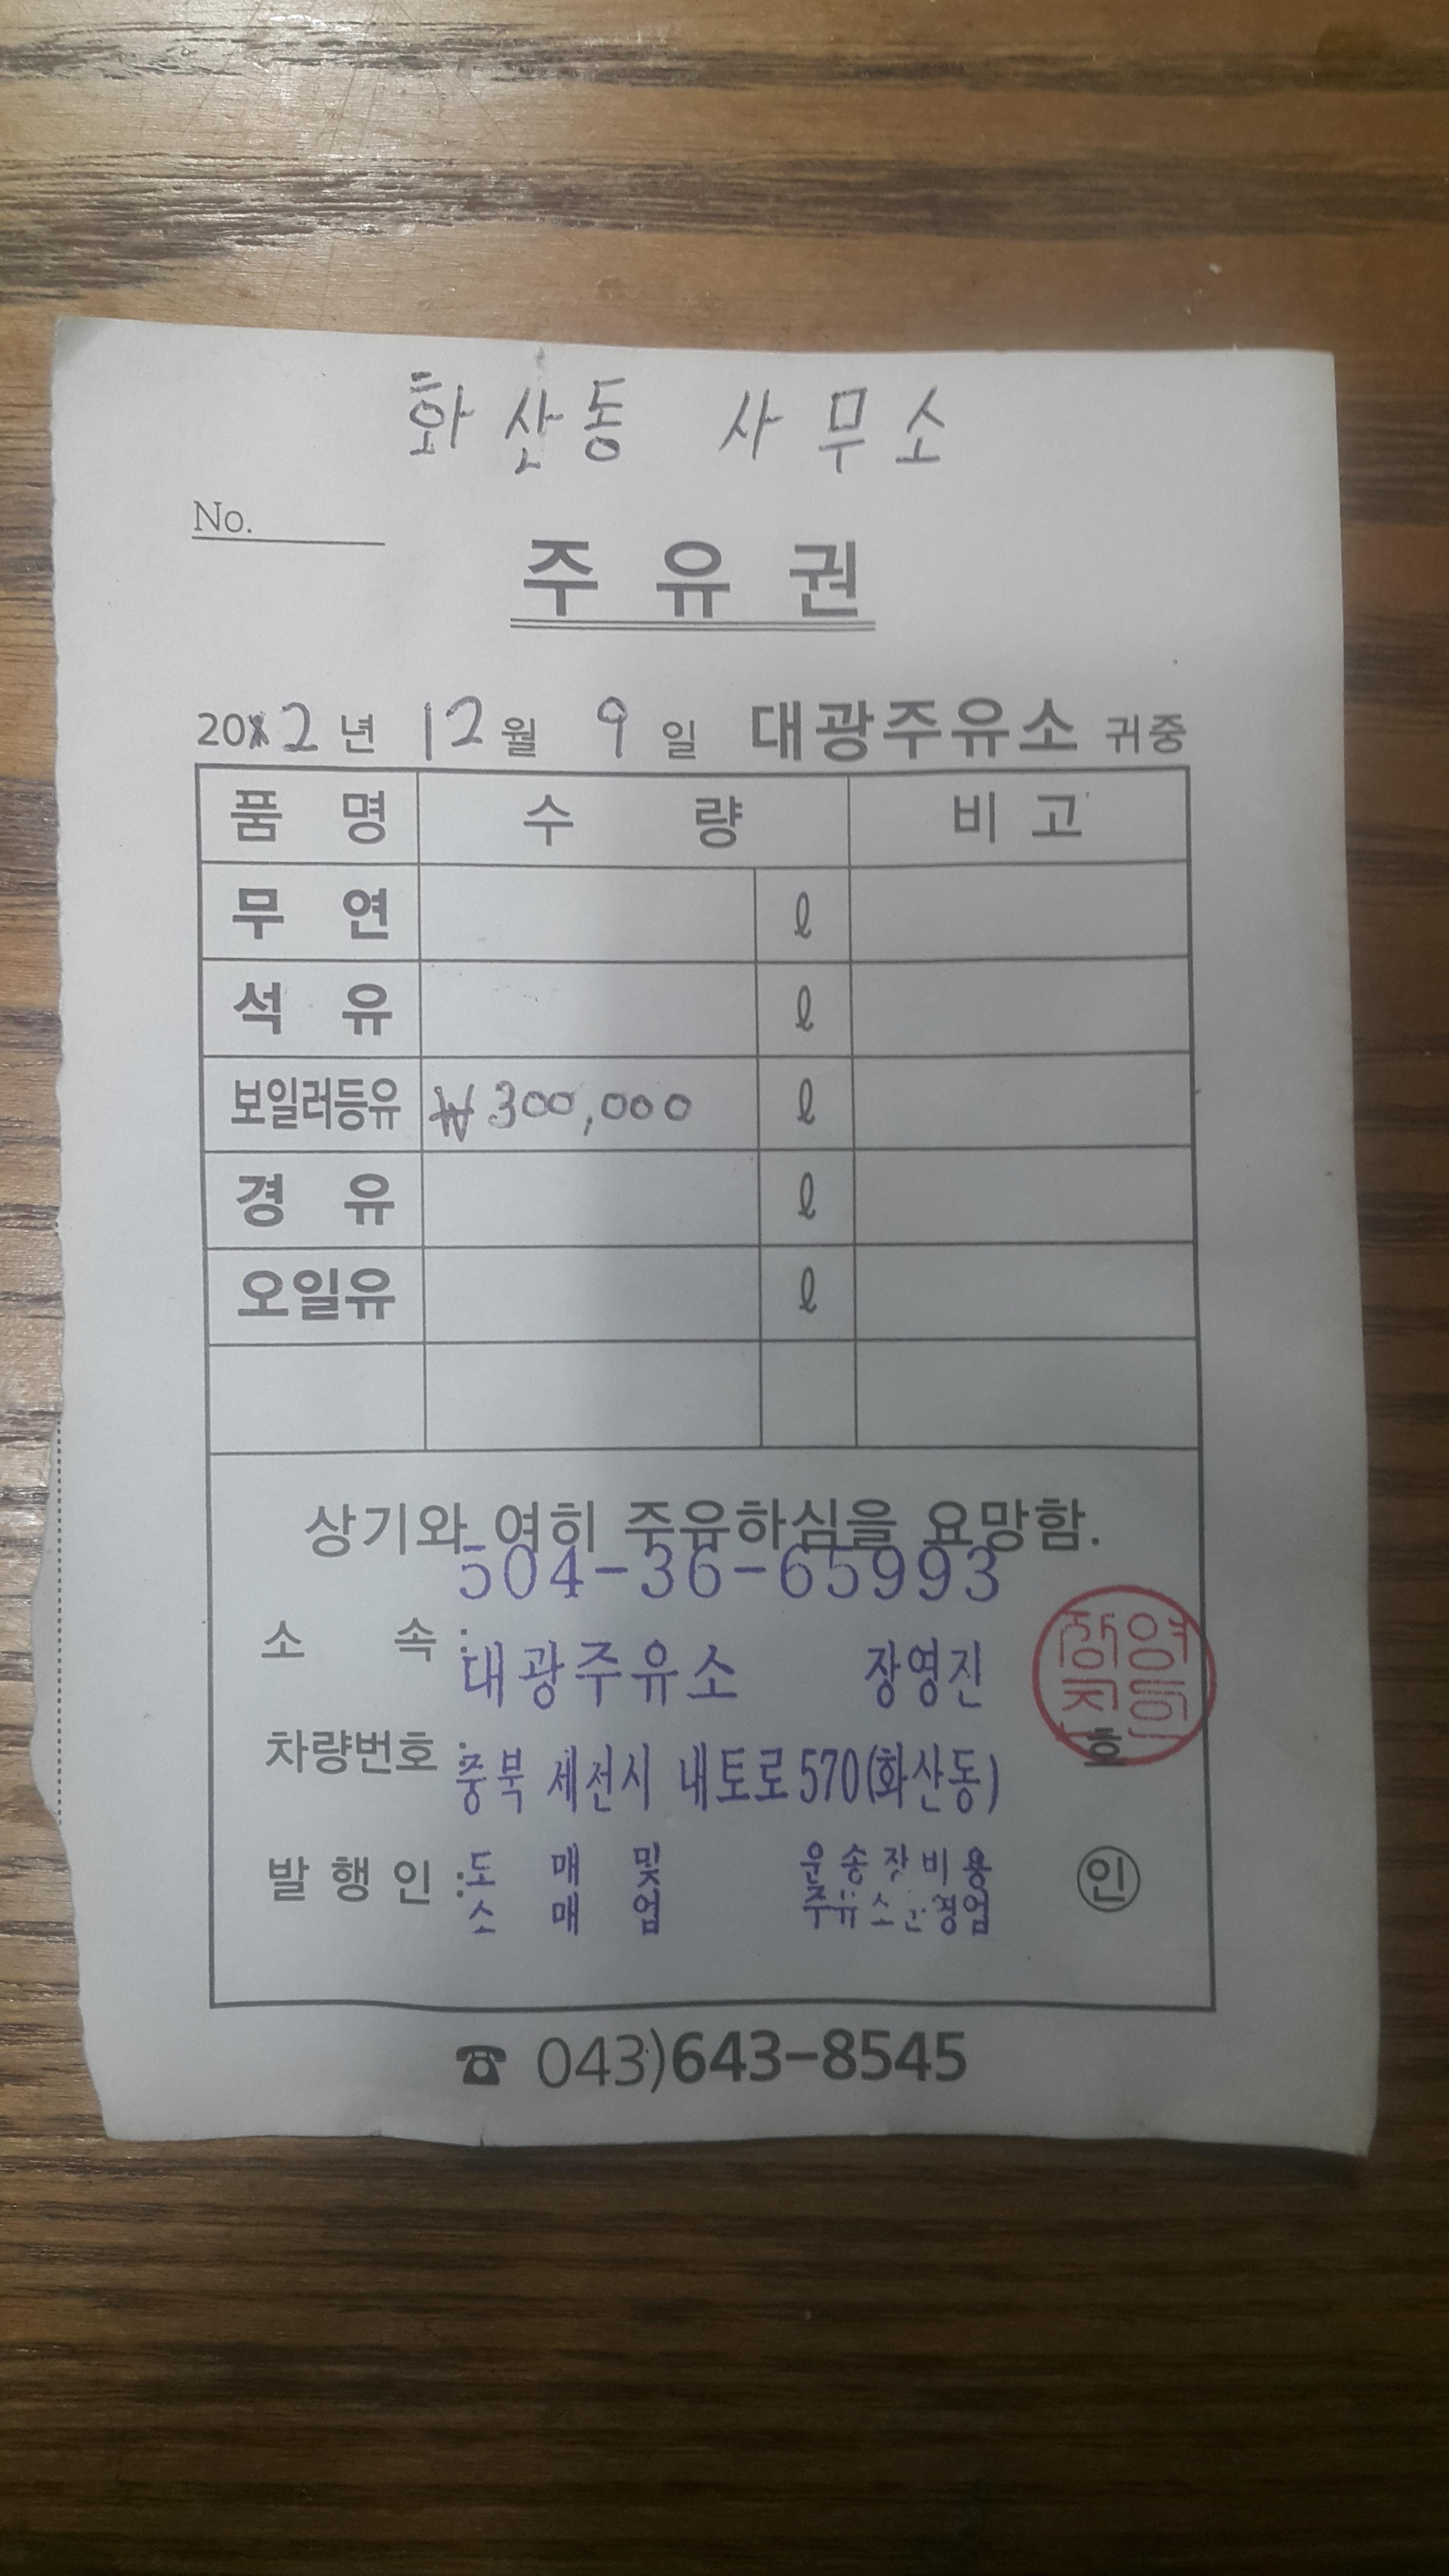 화산동 사무소
No.
주유권
20 2년 12월 9일 대광주유소 귀중
품명 수량 비고
무연 ℓ
석유 ℓ
보일러등유 ₩300,000 ℓ
경유 ℓ
오일유 ℓ
상기와 여히 주유하심을 요망함.
504-36-65993
소속 :
대광주유소 장영진
차량번호 : 호
충북 제천시 내토로 570(화산동)
발행인 : 도매 및 운송장비용 인
소매업 주유소운영업
☎ 043)643-8545